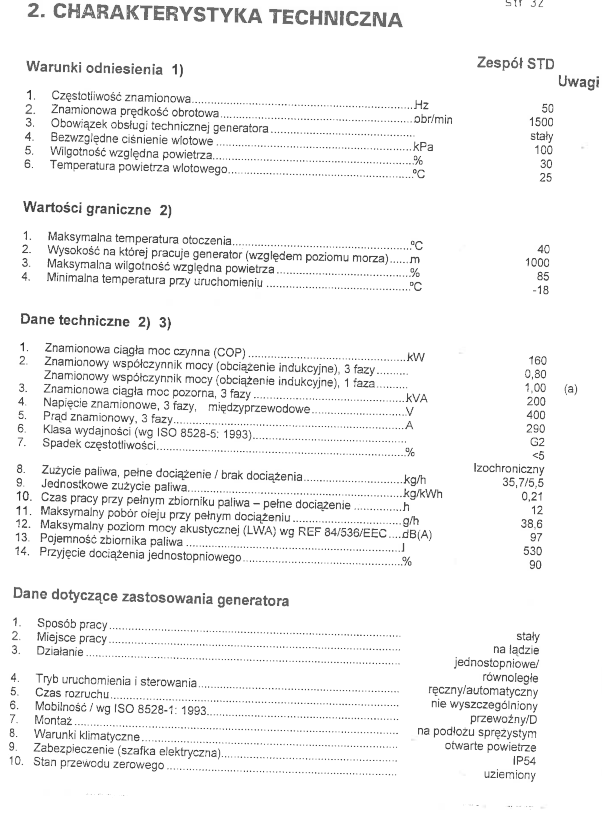 str 32
2. CHARAKTERYSTYKA TECHNICZNA
Zespół STD
Uwagi
Warunki odniesienia 1)
1. Częstotliwość znamionowa...Hz 50
2. Znamionowa prędkość obrotowa...obr/min 1500
3. Obowiązek obsługi technicznej generatora... stały
4. Bezwzględne ciśnienie wlotowe...kPa 100
5. Wilgotność względna powietrza...% 30
6. Temperatura powietrza wlotowego...°C 25
Wartości graniczne 2)
1. Maksymalna temperatura otoczenia...°C 40
2. Wysokość na której pracuje generator (względem poziomu morza)...m 1000
3. Maksymalna wilgotność względna powietrza...% 85
4. Minimalna temperatura przy uruchomieniu...°C -18
Dane techniczne 2) 3)
1. Znamionowa ciągła moc czynna (COP)...kW 160
2. Znamionowy współczynnik mocy (obciążenie indukcyjne), 3 fazy... 0,80
Znamionowy współczynnik mocy (obciążenie indukcyjne), 1 faza... 1,00 (a)
3. Znamionowa ciągła moc pozorna, 3 fazy...kVA 200
4. Napięcie znamionowe, 3 fazy, międzyprzewodowe...V 400
5. Prąd znamionowy, 3 fazy...A 290
6. Klasa wydajności (wg ISO 8528-5: 1993)... G2
7. Spadek częstotliwości...% <5
Izochroniczny
8. Zużycie paliwa, pełne dociążenie / brak dociążenia...kg/h 35,7/5,5
9. Jednostkowe zużycie paliwa...kg/kWh 0,21
10. Czas pracy przy pełnym zbiorniku paliwa – pełne dociążenie...h 12
11. Maksymalny pobór oleju przy pełnym dociążeniu...g/h 38,6
12. Maksymalny poziom mocy akustycznej (LWA) wg REF 84/536/EEC...dB(A) 97
13. Pojemność zbiornika paliwa...l 530
14. Przyjęcie dociążenia jednostopniowego...% 90
Dane dotyczące zastosowania generatora
1. Sposób pracy... stały
2. Miejsce pracy... na lądzie
3. Działanie... jednostopniowe/
równoległe
4. Tryb uruchomienia i sterowania... ręczny/automatyczny
5. Czas rozruchu... nie wyszczególniony
6. Mobilność / wg ISO 8528-1: 1993... przewoźny/D
7. Montaż... na podłożu sprężystym
8. Warunki klimatyczne... otwarte powietrze
9. Zabezpieczenie (szafka elektryczna)... IP54
10. Stan przewodu zerowego... uziemiony